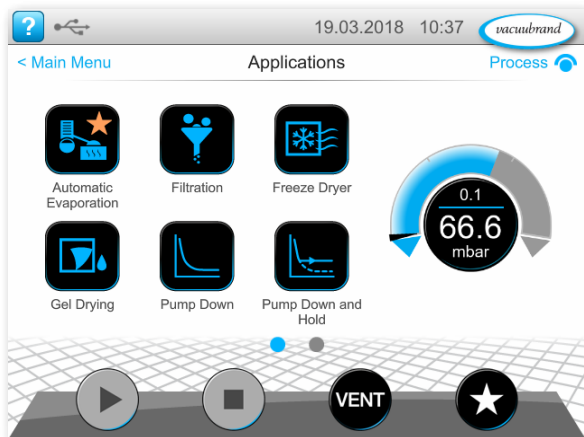 ?
19.03.2018 10:37
vacuubrand
< Main Menu
Applications
Process
Automatic
Evaporation
Filtration
Freeze Dryer
0.1
66.6
mbar
Gel Drying
Pump Down
Pump Down and
Hold
VENT